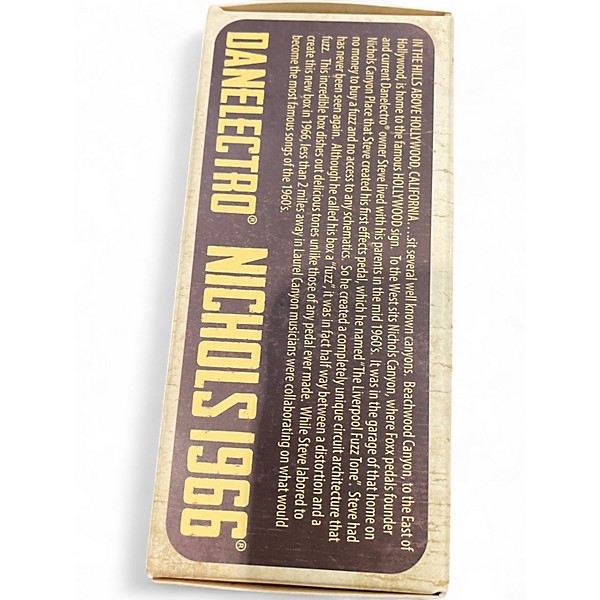 IN THE HILLS ABOVE HOLLYWOOD, CALIFORNIA....sit several well known canyons. Beachwood Canyon, to the East of
Hollywood, is home to the famous HOLLYWOOD sign. To the West sits Nichols Canyon, where Foxx pedals founder
and current Danelectro® owner Steve lived with his parents in the mid 1960's. It was in the garage of that home on
Nichols Canyon Place that Steve created his first effects pedal, which he named "The Liverpool Fuzz Tone". Steve had
no money to buy a fuzz and no access to any schematics. So he created a completely unique circuit architecture that
has never been seen again. Although he called his box a "fuzz", it was in fact half way between a distortion and a
fuzz. This incredible box dishes out delicious tones unlike those of any pedal ever made. While Steve labored to
create this new box in 1966, less than 2 miles away in Laurel Canyon musicians were collaborating on what would
become the most famous songs of the 1960's.
DANELECTRO® NICHOLS 1966®